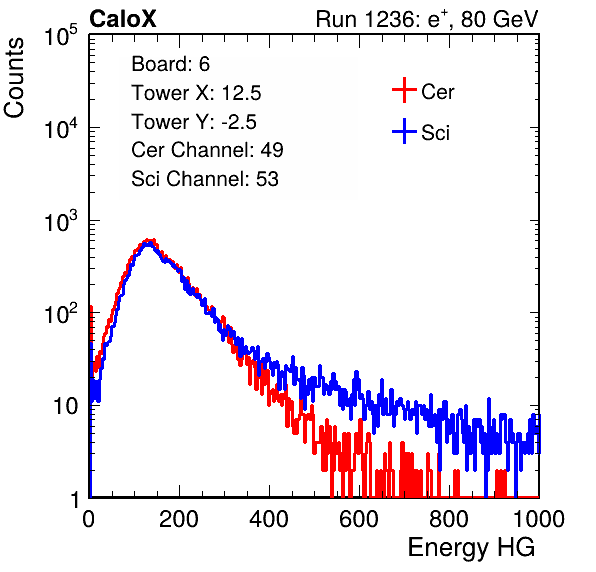 CaloX Run 1236: e⁺, 80 GeV
Counts
10⁵
10⁴
10³
10²
10
1
Board: 6
Tower X: 12.5
Tower Y: -2.5
Cer Channel: 49
Sci Channel: 53
Cer
Sci
0 200 400 600 800 1000
Energy HG